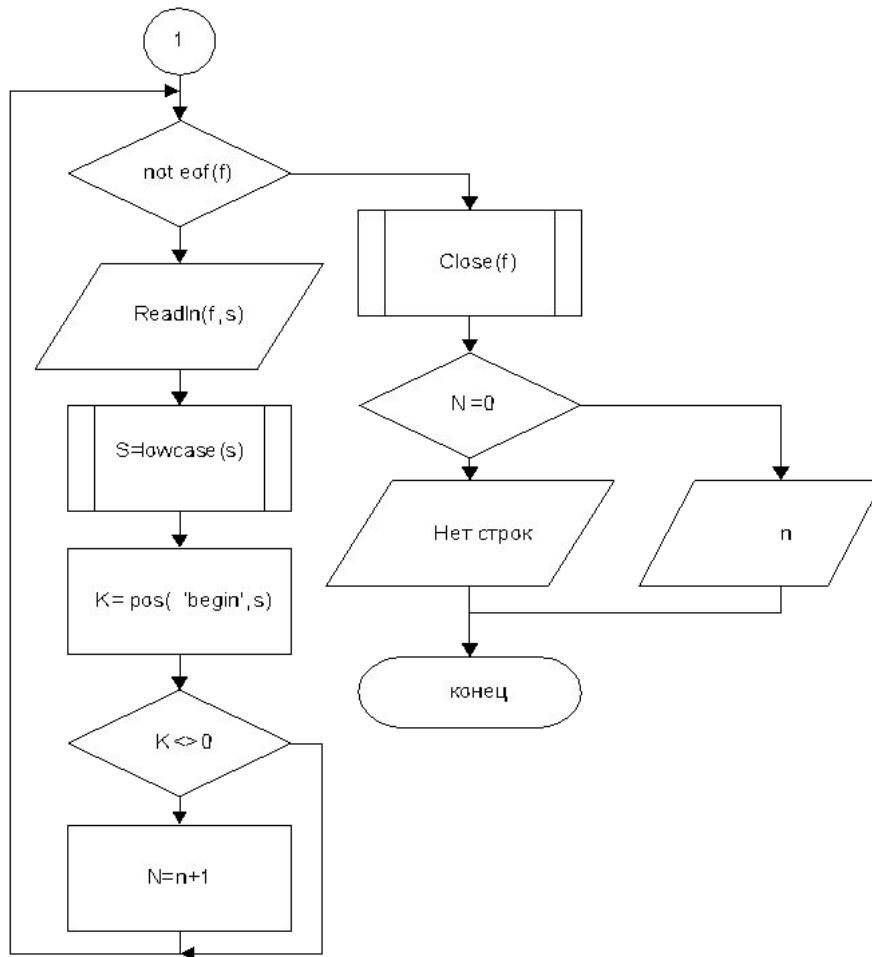 1
not eof(f)
Readln(f,s)
S=lowcase(s)
K= pos( 'begin',s)
K<>0
N=n+1
Close(f)
N=0
Нет строк
n
конец